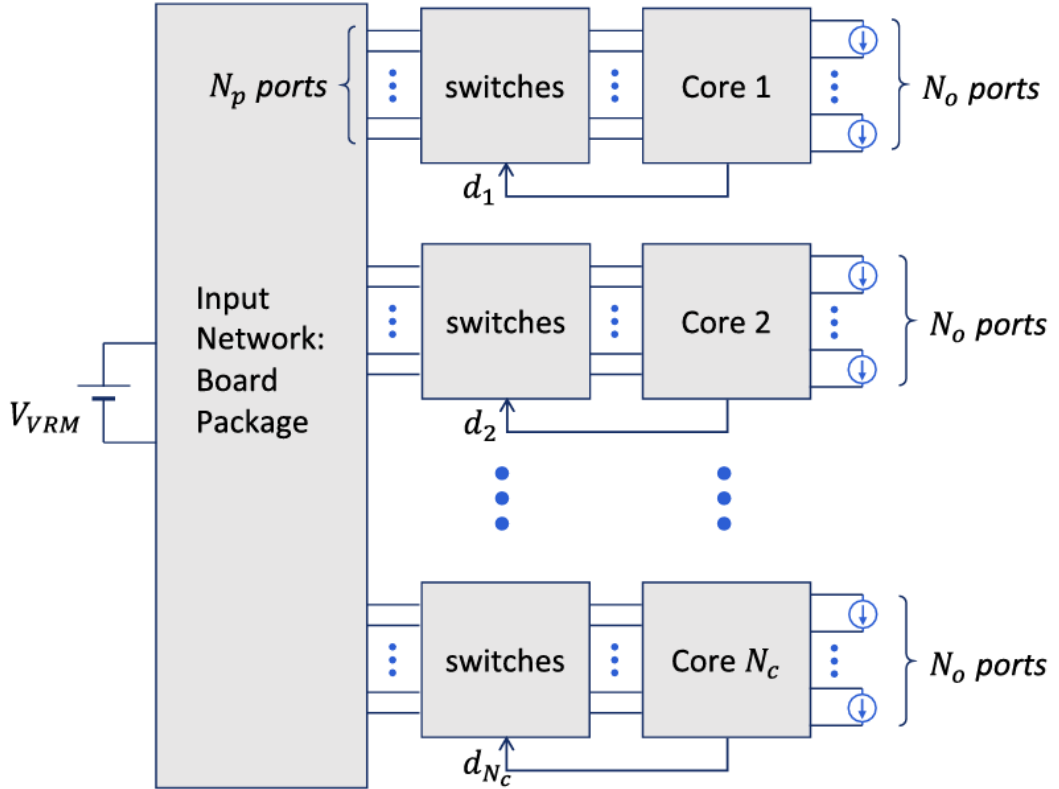 switches
Core 1
N_p ports
N_o ports
d_1
Input
Network:
Board
Package
switches
Core 2
N_o ports
V_VRM
d_2
switches
Core N_c
N_o ports
d_{N_c}